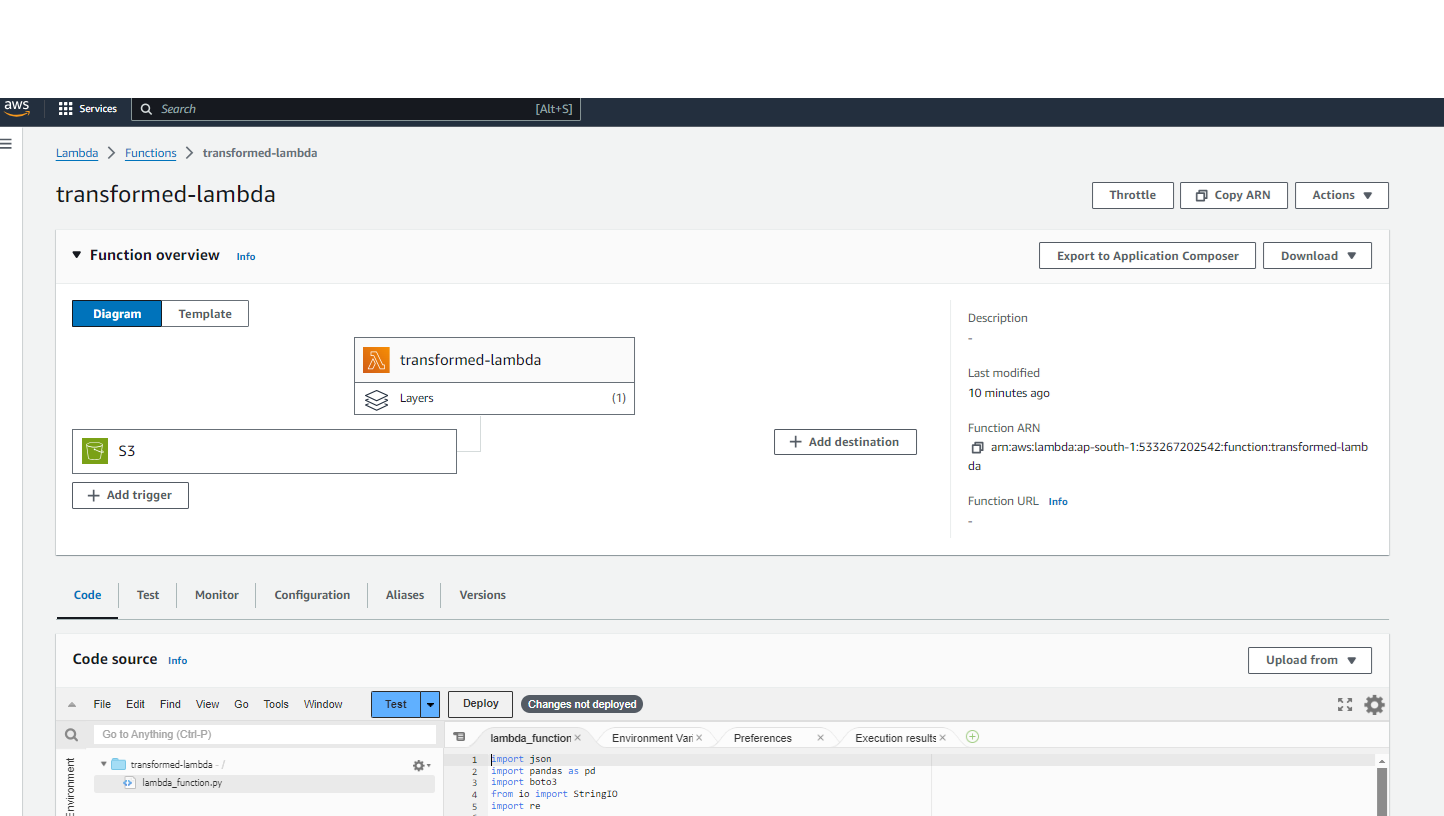 aws Services Search [Alt+S]
Lambda Functions transformed-lambda
transformed-lambda
Throttle Copy ARN Actions
Function overview Info
Export to Application Composer Download
Diagram Template
transformed-lambda
Layers (1)
S3
Add trigger
Add destination
Description
-
Last modified
10 minutes ago
Function ARN
arn:aws:lambda:ap-south-1:533267202542:function:transformed-lamb
da
Function URL Info
-
Code Test Monitor Configuration Aliases Versions
Code source Info
Upload from
File Edit Find View Go Tools Window Test Deploy Changes not deployed
Go to Anything (Ctrl-P)
lambda_function Environment Var Preferences Execution results
Environment
transformed-lambda - /
lambda_function.py
1 import json
2 import pandas as pd
3 import boto3
4 from io import StringIO
5 import re